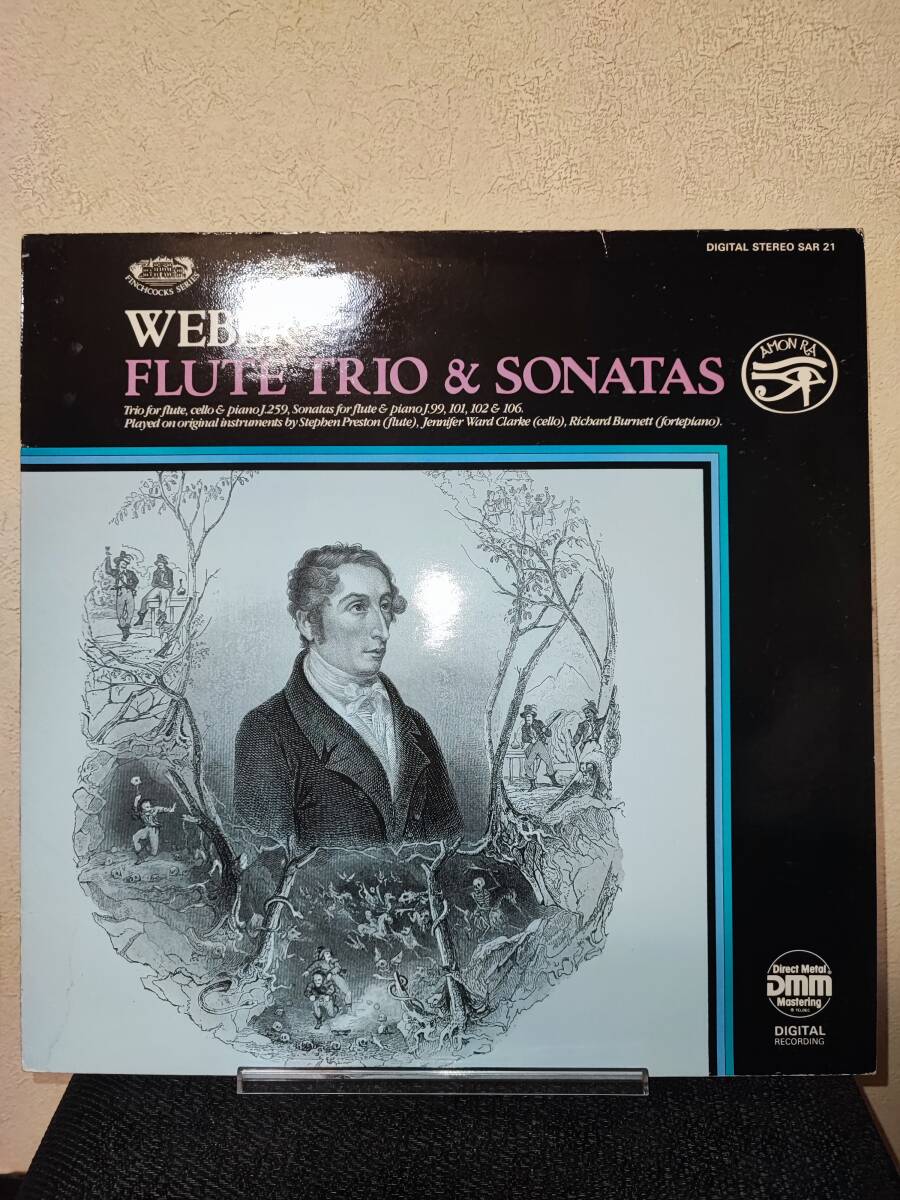 DIGITAL STEREO SAR 21
FINCHCOCKS SERIES
WEBER
FLUTE TRIO & SONATAS
AMON RA
Trio for flute, cello & piano J.259, Sonatas for flute & piano J.99, 101, 102 & 106.
Played on original instruments by Stephen Preston (flute), Jennifer Ward Clarke (cello), Richard Burnett (fortepiano).
Direct Metal
DMM
Mastering
® TELDEC
DIGITAL
RECORDING